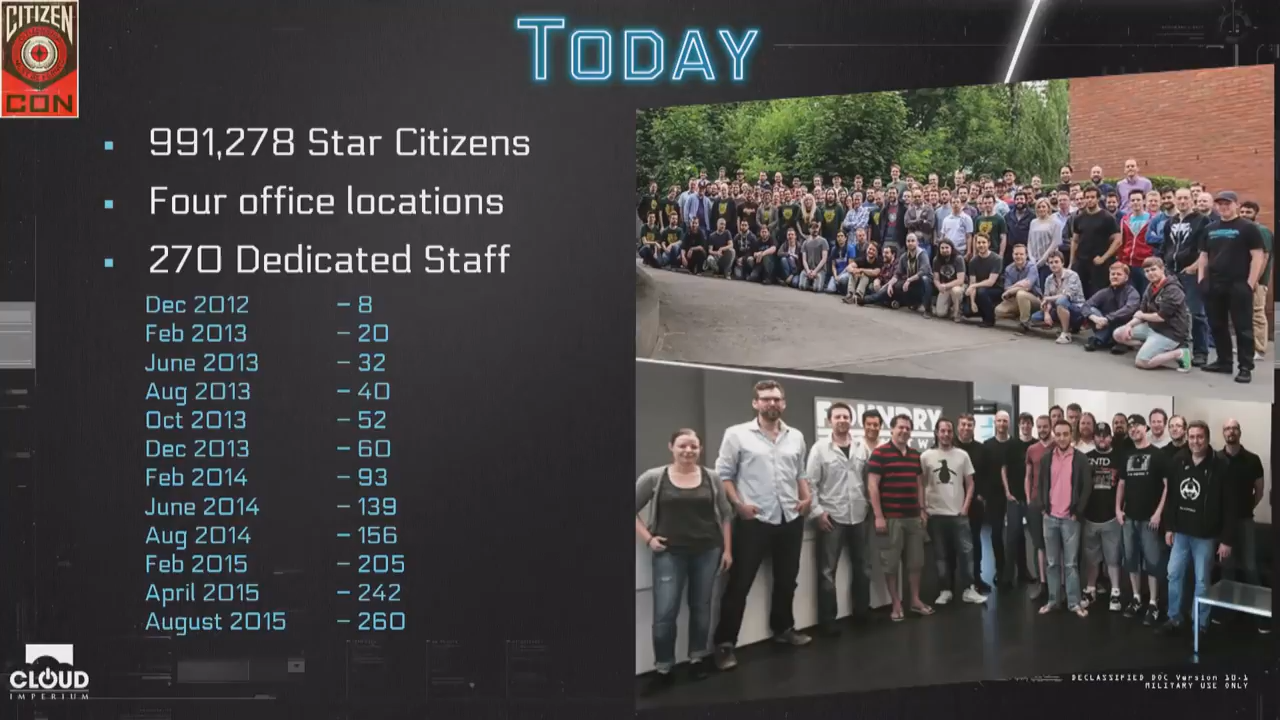 CITIZEN
CON
TODAY
991,278 Star Citizens
Four office locations
270 Dedicated Staff
Dec 2012 – 8
Feb 2013 – 20
June 2013 – 32
Aug 2013 – 40
Oct 2013 – 52
Dec 2013 – 60
Feb 2014 – 93
June 2014 – 139
Aug 2014 – 156
Feb 2015 – 205
April 2015 – 242
August 2015 – 260
FOUNDRY
CLOUD
IMPERIUM
DECLASSIFIED DOC Version 10.1
MILITARY USE ONLY